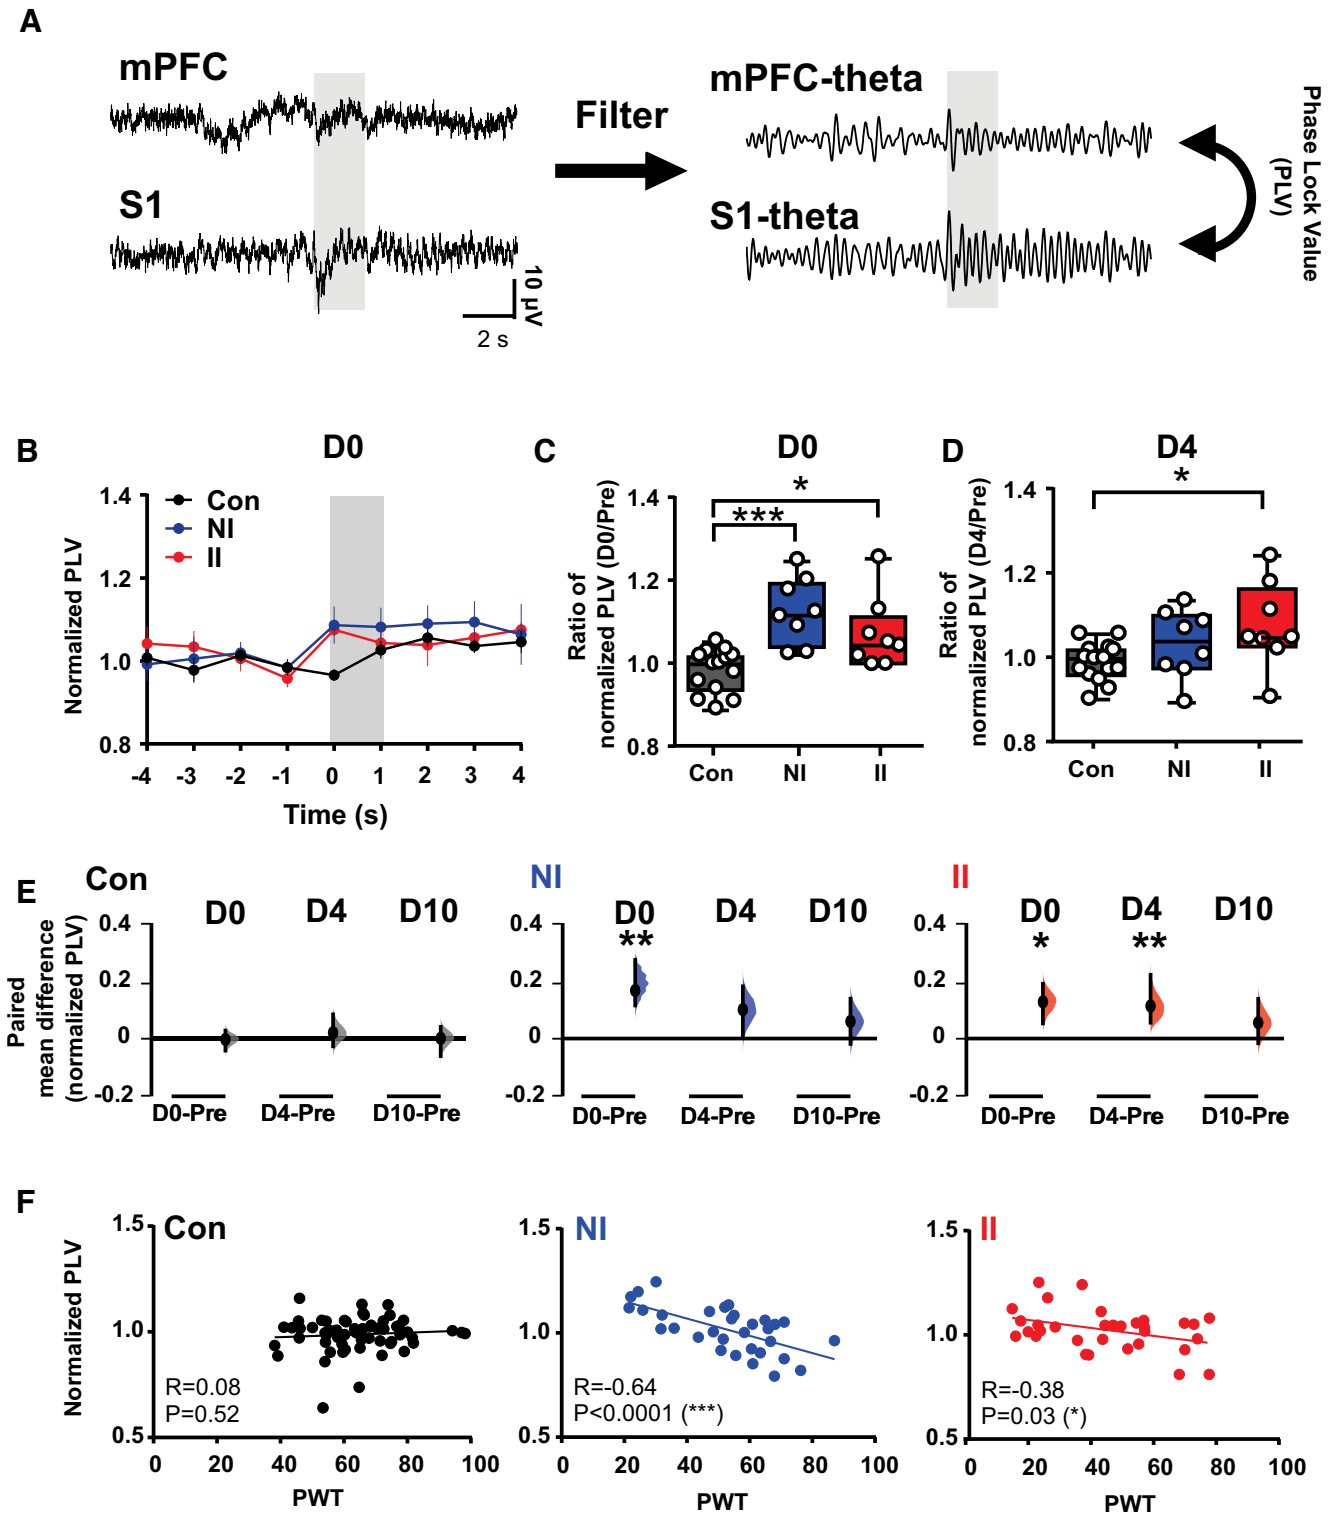 A
mPFC
S1
Filter
mPFC-theta
S1-theta
Phase Lock Value
(PLV)
10 µV
2 s
B
D0
Normalized PLV
1.4
1.2
1.0
0.8
Con
NI
II
-4 -3 -2 -1 0 1 2 3 4
Time (s)
C
D0
Ratio of
normalized PLV (D0/Pre)
1.4
1.2
1.0
0.8
*
***
Con NI II
D
D4
Ratio of
normalized PLV (D4/Pre)
1.4
1.2
1.0
0.8
*
Con NI II
E
Paired
mean difference
(normalized PLV)
Con
D0 D4 D10
0.4
0.2
0
-0.2
D0-Pre D4-Pre D10-Pre
NI
D0 D4 D10
**
0.4
0.2
0
-0.2
D0-Pre D4-Pre D10-Pre
II
D0 D4 D10
* **
0.4
0.2
0
-0.2
D0-Pre D4-Pre D10-Pre
F
Normalized PLV
Con
1.5
1.0
0.5
R=0.08
P=0.52
0 20 40 60 80 100
PWT
NI
1.5
1.0
0.5
R=-0.64
P<0.0001 (***)
0 20 40 60 80 100
PWT
II
1.5
1.0
0.5
R=-0.38
P=0.03 (*)
0 20 40 60 80 100
PWT